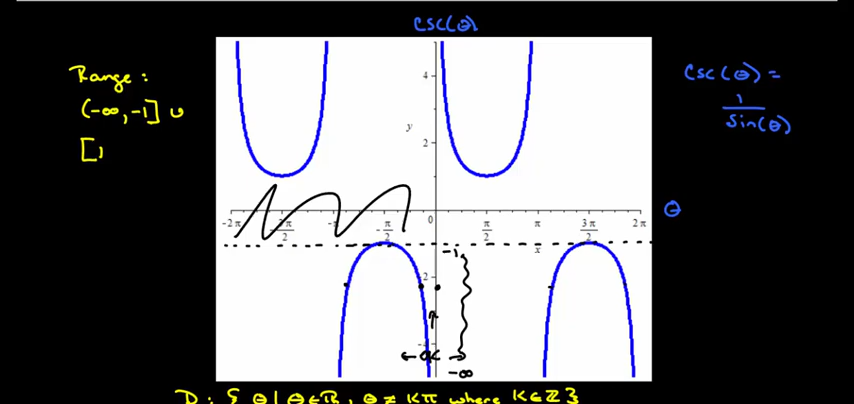 CSC(θ)
Range:
(-∞, -1] ∪
[1
CSC(θ) =
1
Sin(θ)
4
y
2
-2π
-π
-π/2
0
π/2
π
3π/2
2π
θ
x
-1
-2
OK
-∞
D: { θ | θ ∈ ℝ, θ ≠ Kπ where K ∈ ℤ }